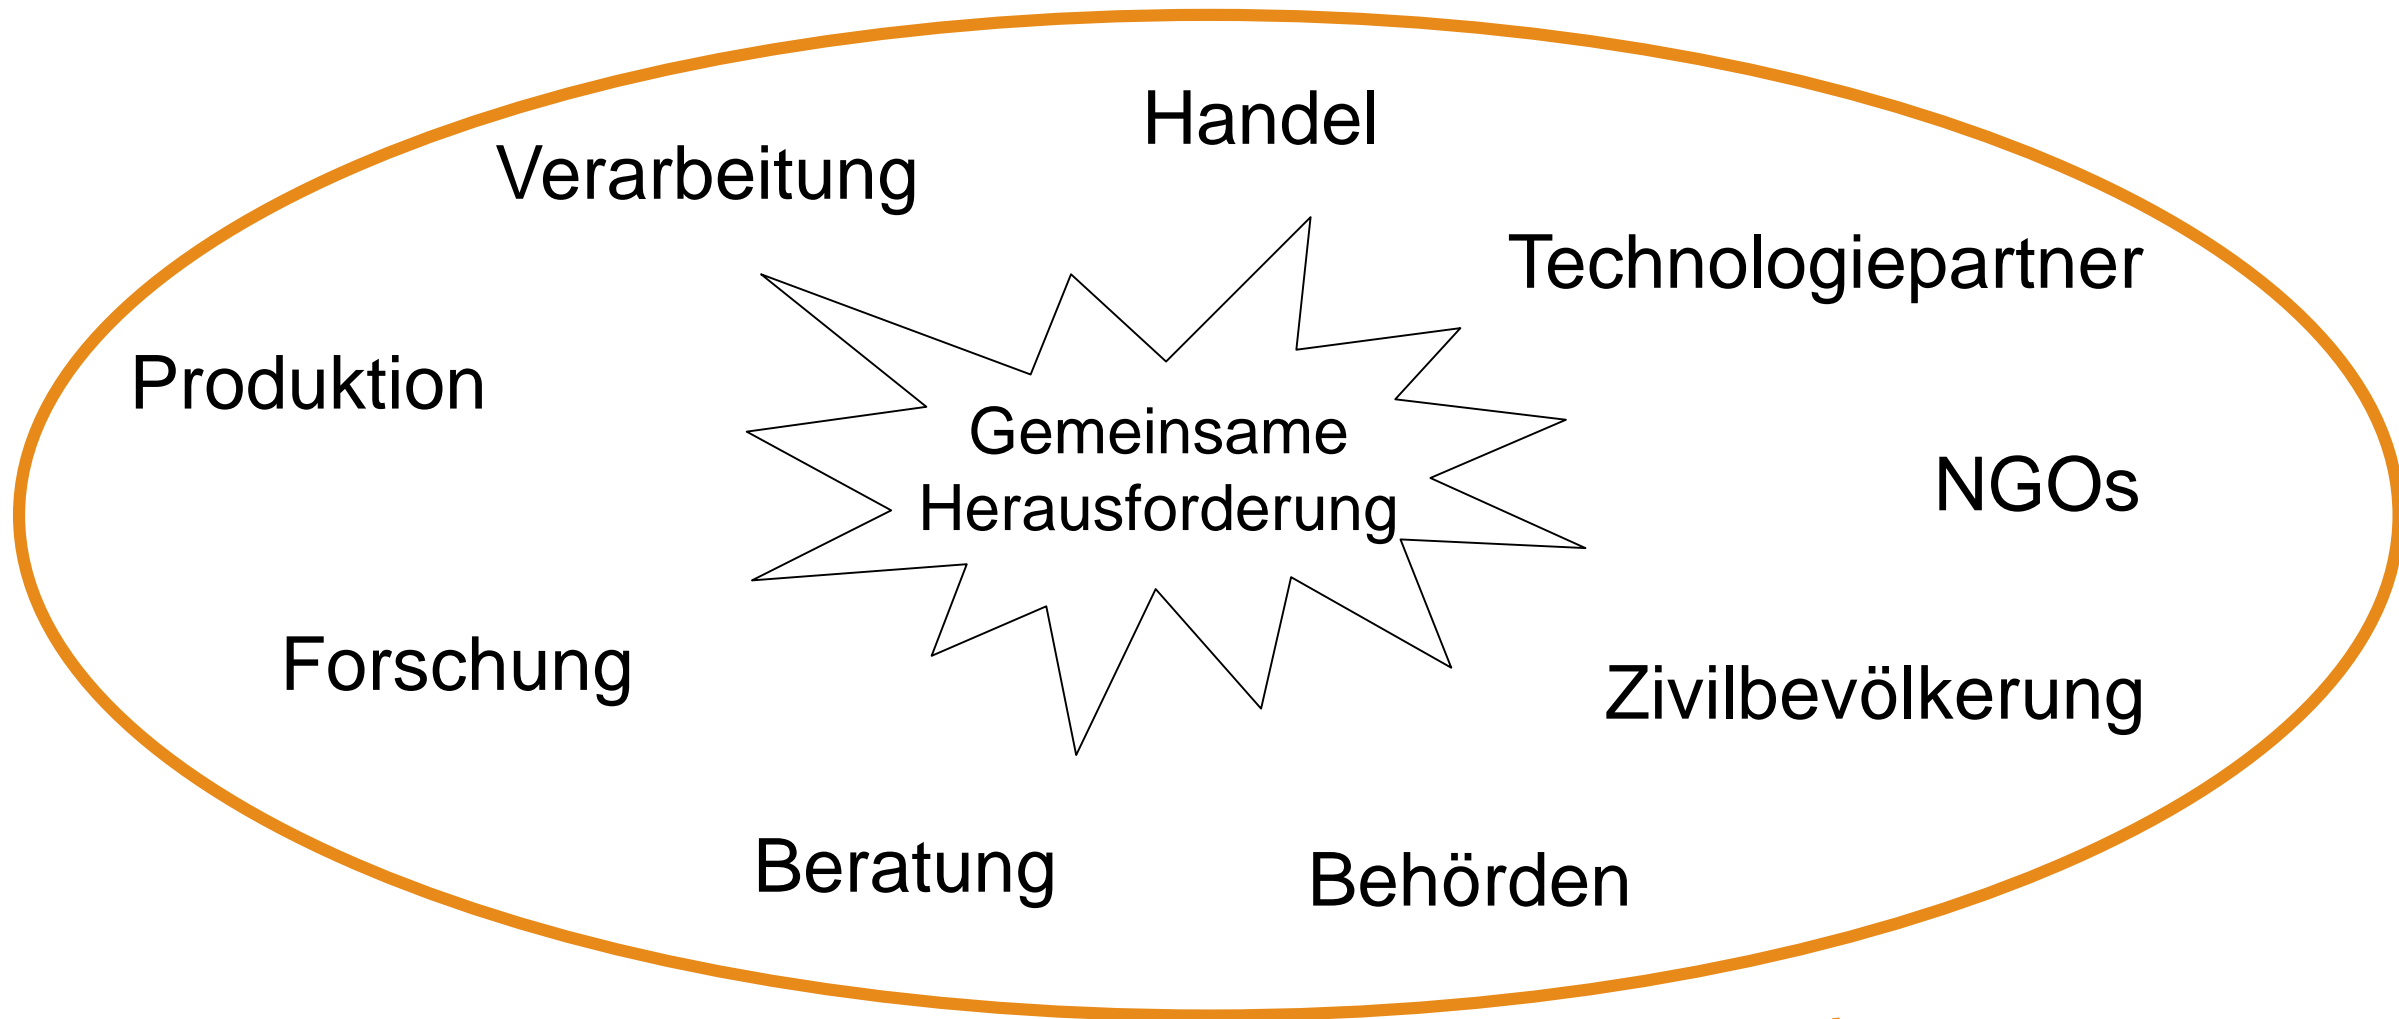 Handel
Verarbeitung
Technologiepartner
Produktion
Gemeinsame
Herausforderung
NGOs
Forschung
Zivilbevölkerung
Beratung
Behörden